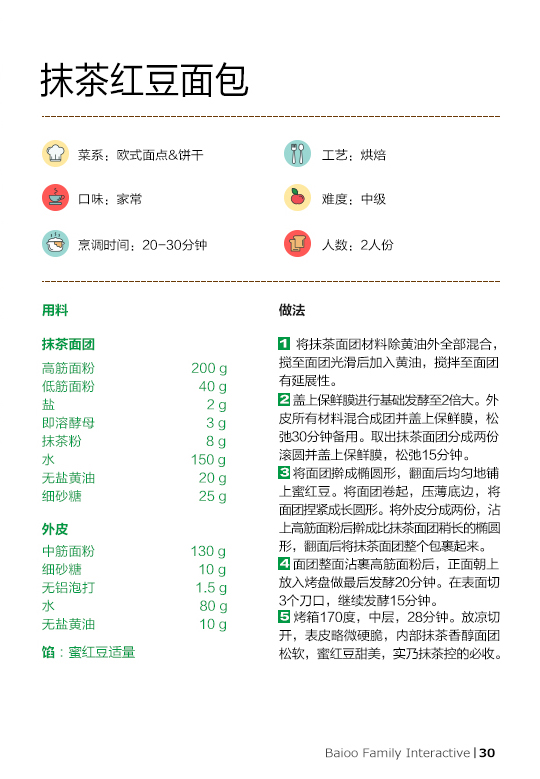 抹茶红豆面包
菜系：欧式面点&饼干
工艺：烘焙
口味：家常
难度：中级
烹调时间：20-30分钟
人数：2人份
用料
抹茶面团
高筋面粉 200 g
低筋面粉 40 g
盐 2 g
即溶酵母 3 g
抹茶粉 8 g
水 150 g
无盐黄油 20 g
细砂糖 25 g
外皮
中筋面粉 130 g
细砂糖 10 g
无铝泡打 1.5 g
水 80 g
无盐黄油 10 g
馅：蜜红豆适量
做法
1 将抹茶面团材料除黄油外全部混合，
搅至面团光滑后加入黄油，搅拌至面团
有延展性。
2 盖上保鲜膜进行基础发酵至2倍大。外
皮所有材料混合成团并盖上保鲜膜，松
弛30分钟备用。取出抹茶面团分成两份
滚圆并盖上保鲜膜，松弛15分钟。
3 将面团擀成椭圆形，翻面后均匀地铺
上蜜红豆。将面团卷起，压薄底边，将
面团捏紧成长圆形。将外皮分成两份，沾
上高筋面粉后擀成比抹茶面团稍长的椭圆
形，翻面后将抹茶面团整个包裹起来。
4 面团整面沾裹高筋面粉后，正面朝上
放入烤盘做最后发酵20分钟。在表面切
3个刀口，继续发酵15分钟。
5 烤箱170度，中层，28分钟。放凉切
开，表皮略微硬脆，内部抹茶香醇面团
松软，蜜红豆甜美，实乃抹茶控的必收。
Baioo Family Interactive | 30